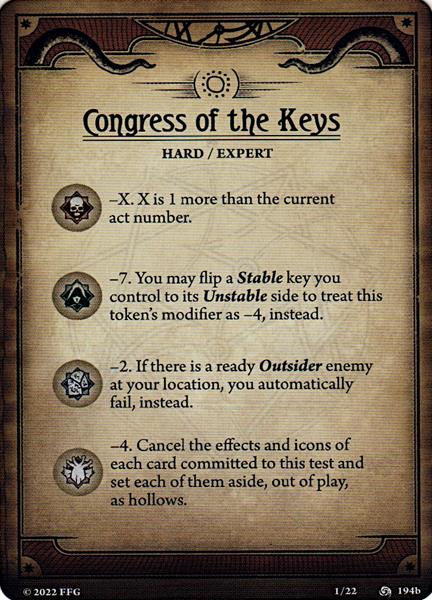 Congress of the Keys
HARD / EXPERT
–X. X is 1 more than the current
act number.
–7. You may flip a Stable key you
control to its Unstable side to treat this
token's modifier as –4, instead.
–2. If there is a ready Outsider enemy
at your location, you automatically
fail, instead.
–4. Cancel the effects and icons of
each card committed to this test and
set each of them aside, out of play,
as hollows.
© 2022 FFG 1/22 194b